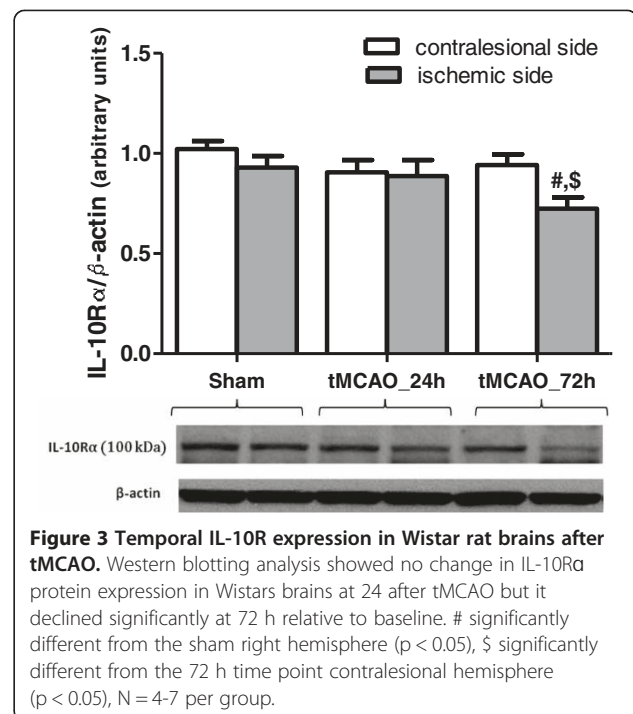 contralesional side
ischemic side
IL-10Rα/β-actin (arbitrary units)
1.5
1.0
0.5
0.0
#,$
Sham tMCAO_24h tMCAO_72h
IL-10Rα (100 kDa)
β-actin
Figure 3 Temporal IL-10R expression in Wistar rat brains after
tMCAO. Western blotting analysis showed no change in IL-10Rα
protein expression in Wistars brains at 24 after tMCAO but it
declined significantly at 72 h relative to baseline. # significantly
different from the sham right hemisphere (p < 0.05), $ significantly
different from the 72 h time point contralesional hemisphere
(p < 0.05), N = 4-7 per group.